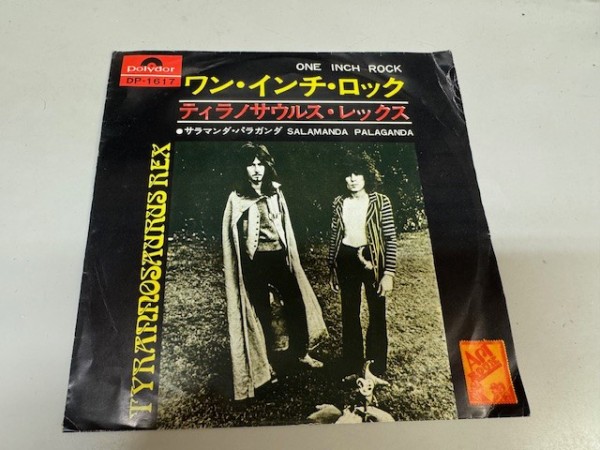 Polydor
DP-1617
ONE INCH ROCK
ワン・インチ・ロック
ティラノサウルス・レックス
●サラマンダ・パラガンダ SALAMANDA PALAGANDA
TYRANNOSAURUS REX